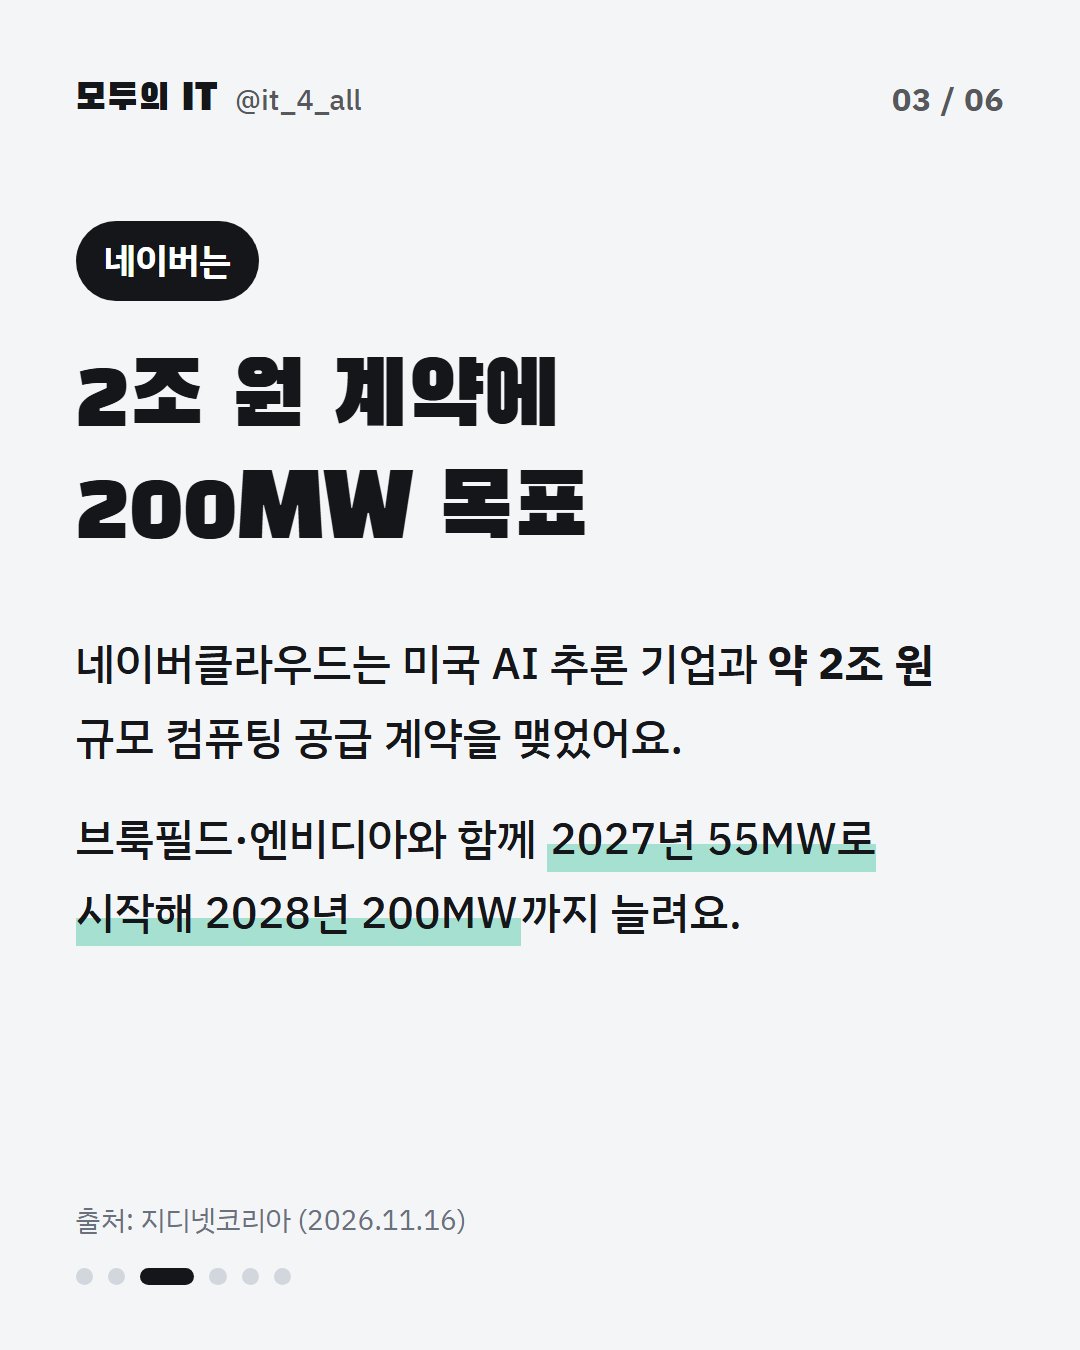 모두의 IT @it_4_all 03 / 06
네이버는
2조 원 계약에
200MW 목표
네이버클라우드는 미국 AI 추론 기업과 약 2조 원
규모 컴퓨팅 공급 계약을 맺었어요.
브룩필드·엔비디아와 함께 2027년 55MW로
시작해 2028년 200MW까지 늘려요.
출처: 지디넷코리아 (2026.11.16)